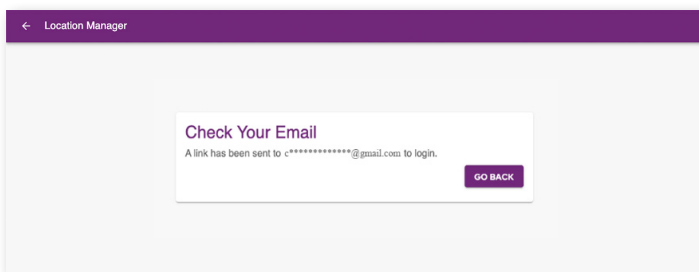 ← Location Manager
Check Your Email
A link has been sent to c*************@gmail.com to login.
GO BACK